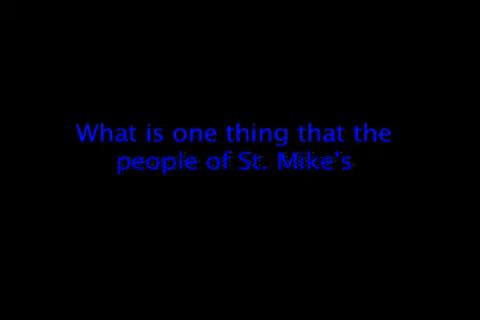 What is one thing that the
people of St. Mike's